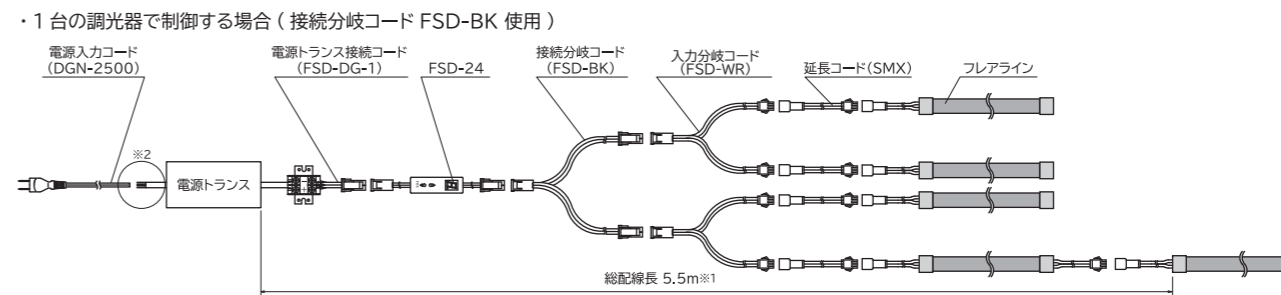 ・1 台の調光器で制御する場合 ( 接続分岐コード FSD-BK 使用 )
電源入力コード
(DGN-2500)
電源トランス接続コード
(FSD-DG-1)
FSD-24
接続分岐コード
(FSD-BK)
入力分岐コード
(FSD-WR)
延長コード(SMX)
フレアライン
※2
電源トランス
総配線長 5.5m※1